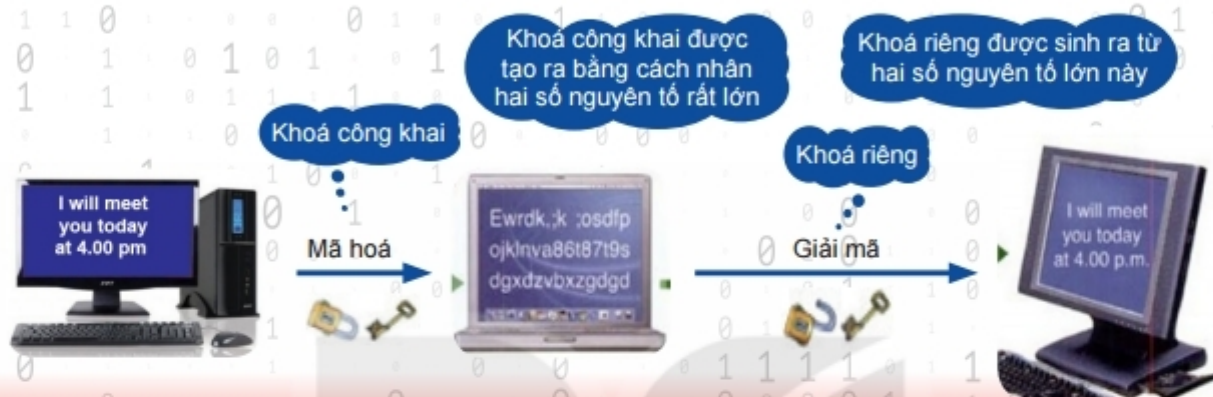 Khoá công khai được
tạo ra bằng cách nhân
hai số nguyên tố rất lớn
Khoá riêng được sinh ra từ
hai số nguyên tố lớn này
Khoá công khai
Khoá riêng
I will meet
you today
at 4.00 pm
Mã hoá
Ewrdk,;k ;osdfp
ojklnva86t87t9s
dgxdzvbxzgdgd
Giải mã
I will meet
you today
at 4.00 p.m.